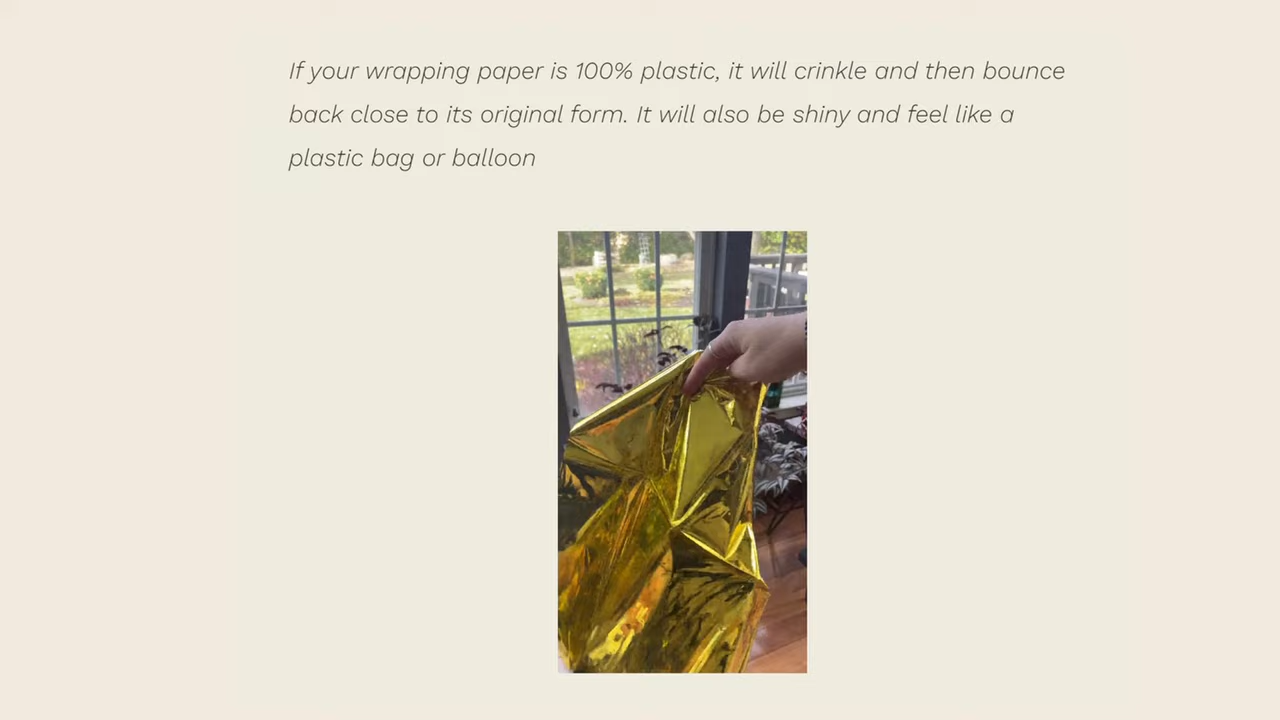 If your wrapping paper is 100% plastic, it will crinkle and then bounce
back close to its original form. It will also be shiny and feel like a
plastic bag or balloon